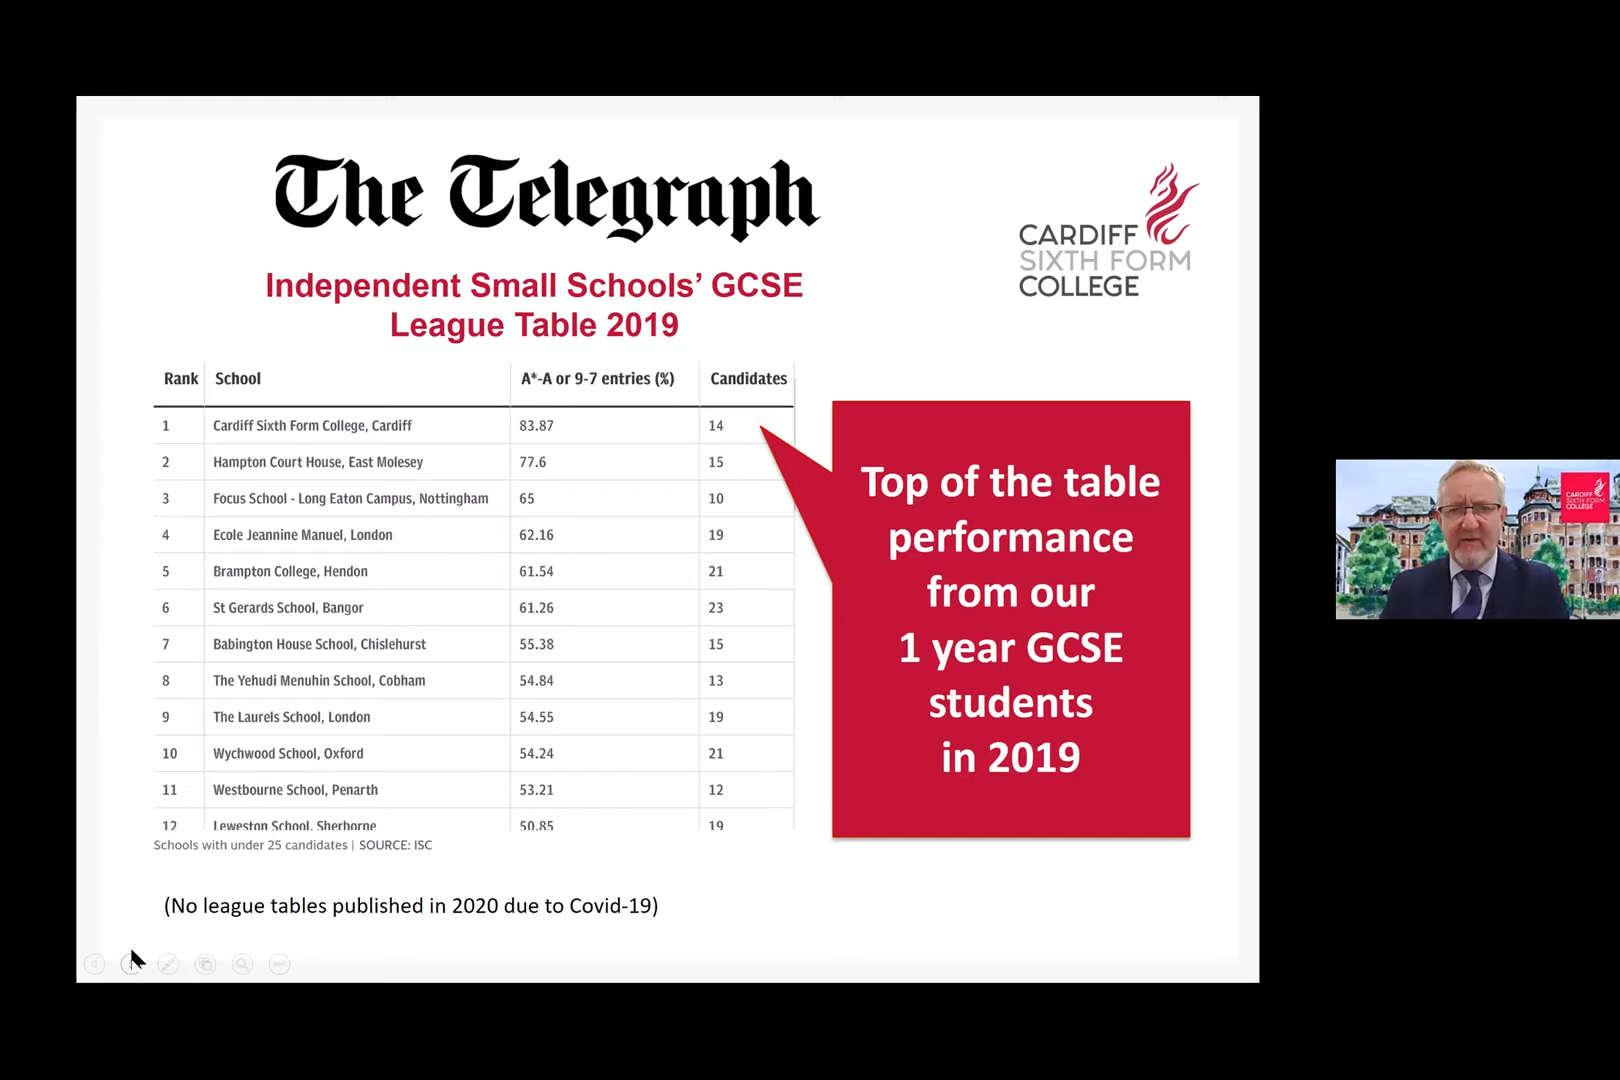 The Telegraph
CARDIFF
SIXTH FORM
COLLEGE
Independent Small Schools’ GCSE
League Table 2019
Rank School A*-A or 9-7 entries (%) Candidates
1 Cardiff Sixth Form College, Cardiff 83.87 14
2 Hampton Court House, East Molesey 77.6 15
3 Focus School - Long Eaton Campus, Nottingham 65 10
4 Ecole Jeannine Manuel, London 62.16 19
5 Brampton College, Hendon 61.54 21
6 St Gerards School, Bangor 61.26 23
7 Babington House School, Chislehurst 55.38 15
8 The Yehudi Menuhin School, Cobham 54.84 13
9 The Laurels School, London 54.55 19
10 Wychwood School, Oxford 54.24 21
11 Westbourne School, Penarth 53.21 12
12 Leweston School, Sherborne 50.85 19
Schools with under 25 candidates | SOURCE: ISC
Top of the table
performance
from our
1 year GCSE
students
in 2019
(No league tables published in 2020 due to Covid-19)
CARDIFF
SIXTH FORM
COLLEGE